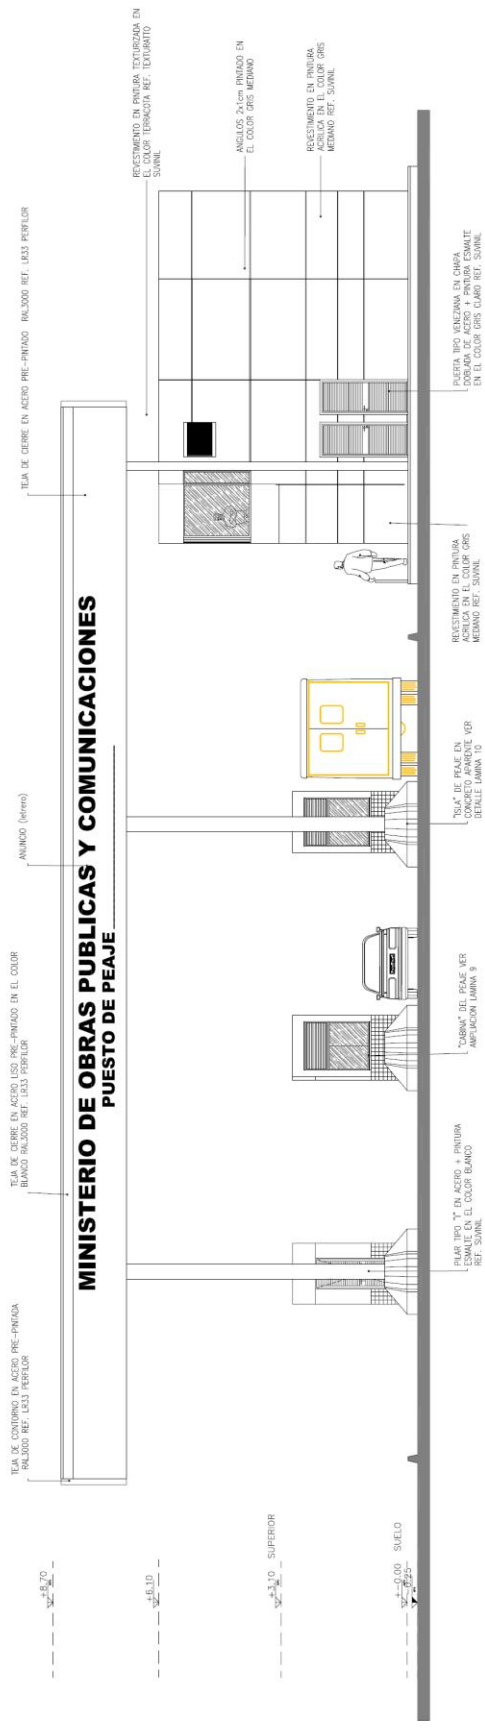 TEJA DE CONTORNO EN ACERO PRE-PINTADA
RAL3000 REF. LR33 PERFILOR
TEJA DE CIERRE EN ACERO LISO PRE-PINTADO EN EL COLOR
BLANCO RAL3000 REF. LR33 PERFILOR
ANUNCIO (letrero)
TEJA DE CIERRE EN ACERO PRE-PINTADO RAL3000 REF. LR33 PERFILOR
REVESTIMIENTO EN PINTURA TEXTURIZADA EN
EL COLOR TERRACOTA REF. TEXTURATTO
SUVINIL
ANGULOS 2x1cm PINTADO EN
EL COLOR GRIS MEDIANO
REVESTIMIENTO EN PINTURA
ACRILICA EN EL COLOR GRIS
MEDIANO REF. SUVINIL
MINISTERIO DE OBRAS PUBLICAS Y COMUNICACIONES
PUESTO DE PEAJE
+8.70
+6.10
+3.10 SUPERIOR
+-0.00 SUELO
-0.25
PILAR TIPO "I" EN ACERO + PINTURA
ESMALTE EN EL COLOR BLANCO
REF. SUVINIL
"CABINA" DEL PEAJE VER
AMPLIACION LAMINA 9
"ISLA" DE PEAJE EN
CONCRETO APARENTE VER
DETALLE LAMINA 10
REVESTIMIENTO EN PINTURA
ACRILICA EN EL COLOR GRIS
MEDIANO REF. SUVINIL
PUERTA TIPO VENEZIANA EN CHAPA
DOBLADA DE ACERO + PINTURA ESMALTE
EN EL COLOR GRIS CLARO REF. SUVINIL